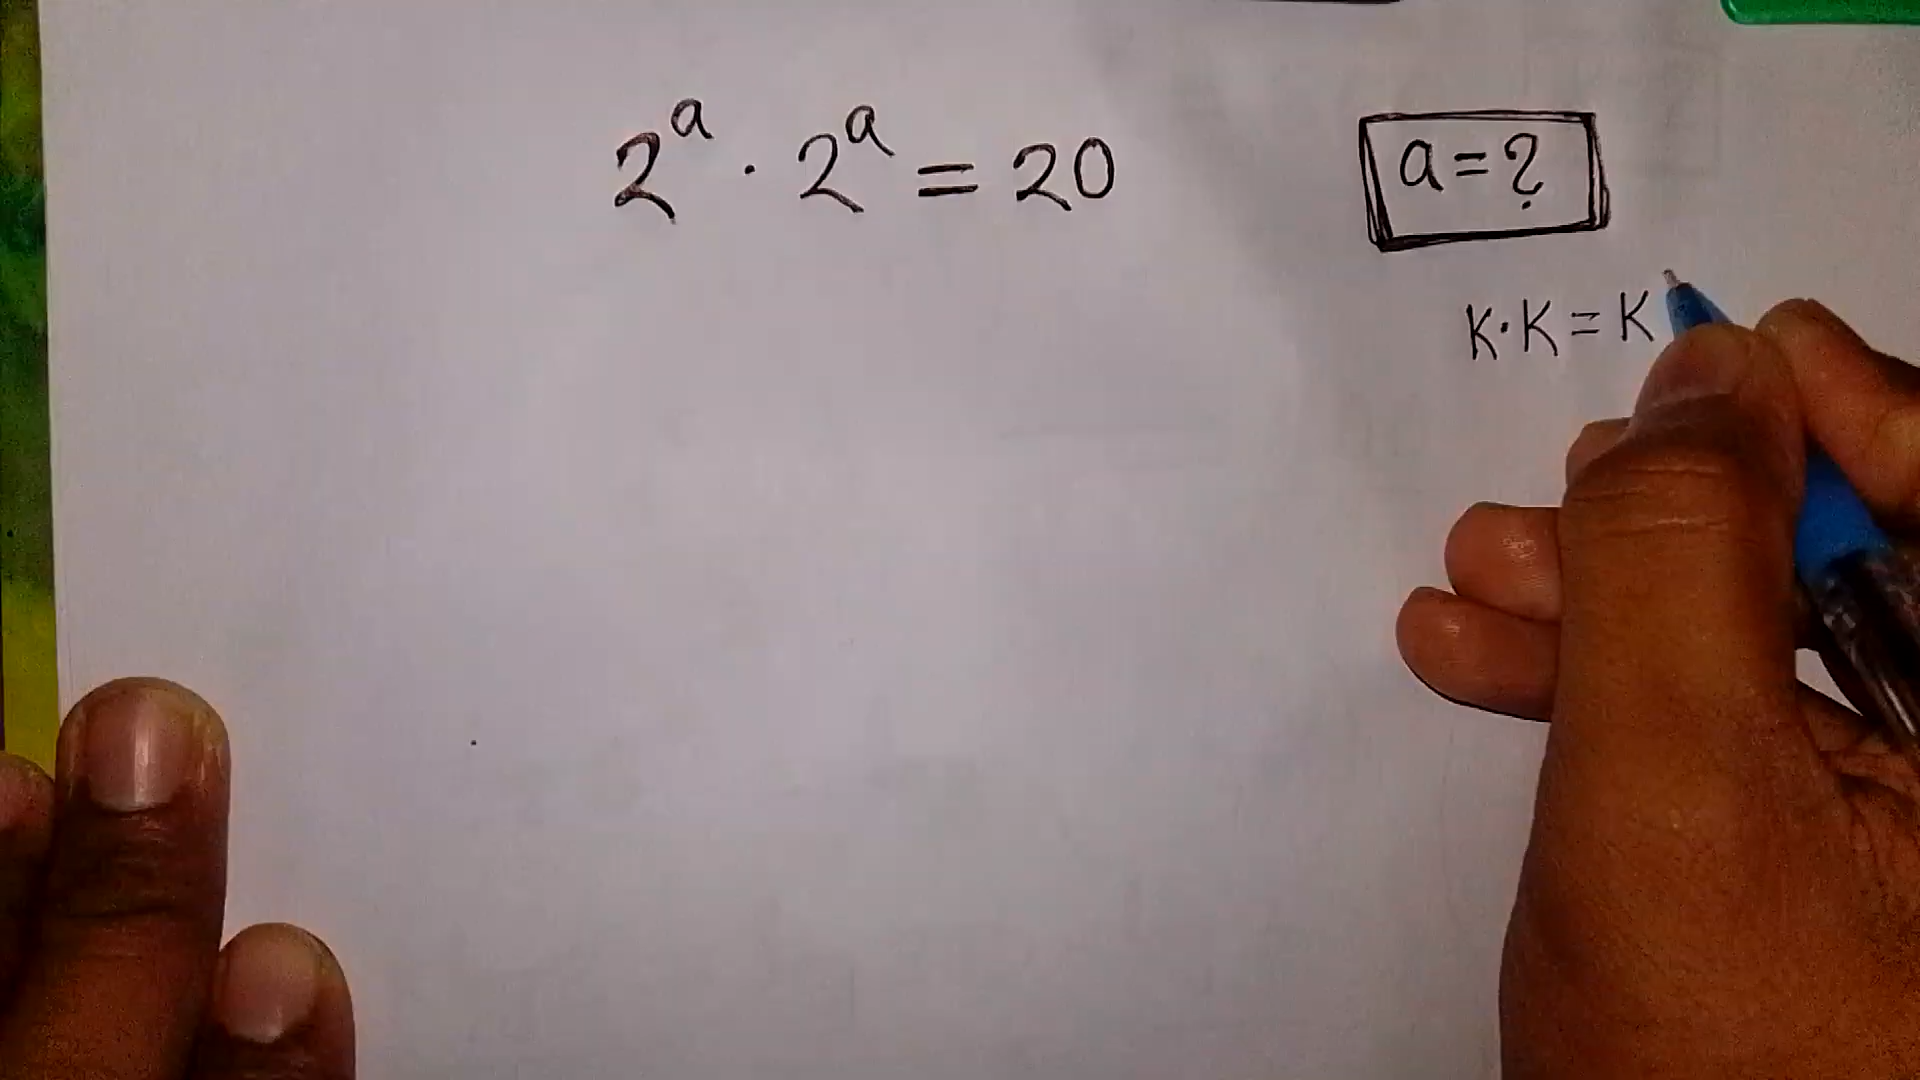 2^a · 2^a = 20
a = ?
K · K = K